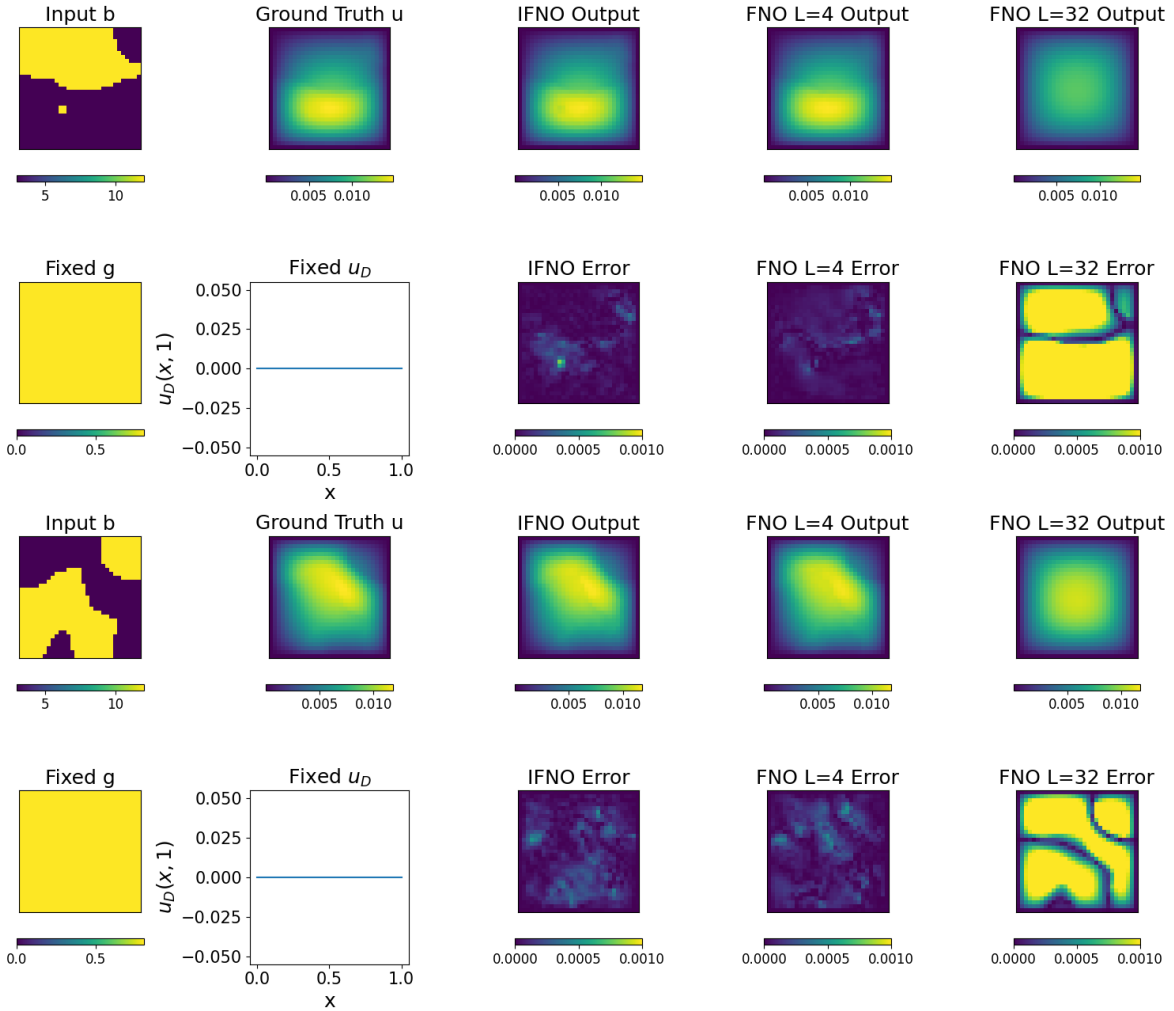 Input b Ground Truth u IFNO Output FNO L=4 Output FNO L=32 Output
5 10 0.005 0.010 0.005 0.010 0.005 0.010 0.005 0.010
Fixed g Fixed u_D IFNO Error FNO L=4 Error FNO L=32 Error
0.050
0.025
0.000
−0.025
−0.050
u_D(x, 1)
0.0 0.5 0.0000 0.0005 0.0010 0.0000 0.0005 0.0010 0.0000 0.0005 0.0010
0.0 0.5 1.0
x
Input b Ground Truth u IFNO Output FNO L=4 Output FNO L=32 Output
5 10 0.005 0.010 0.005 0.010 0.005 0.010 0.005 0.010
Fixed g Fixed u_D IFNO Error FNO L=4 Error FNO L=32 Error
0.050
0.025
0.000
−0.025
−0.050
u_D(x, 1)
0.0 0.5 0.0000 0.0005 0.0010 0.0000 0.0005 0.0010 0.0000 0.0005 0.0010
0.0 0.5 1.0
x